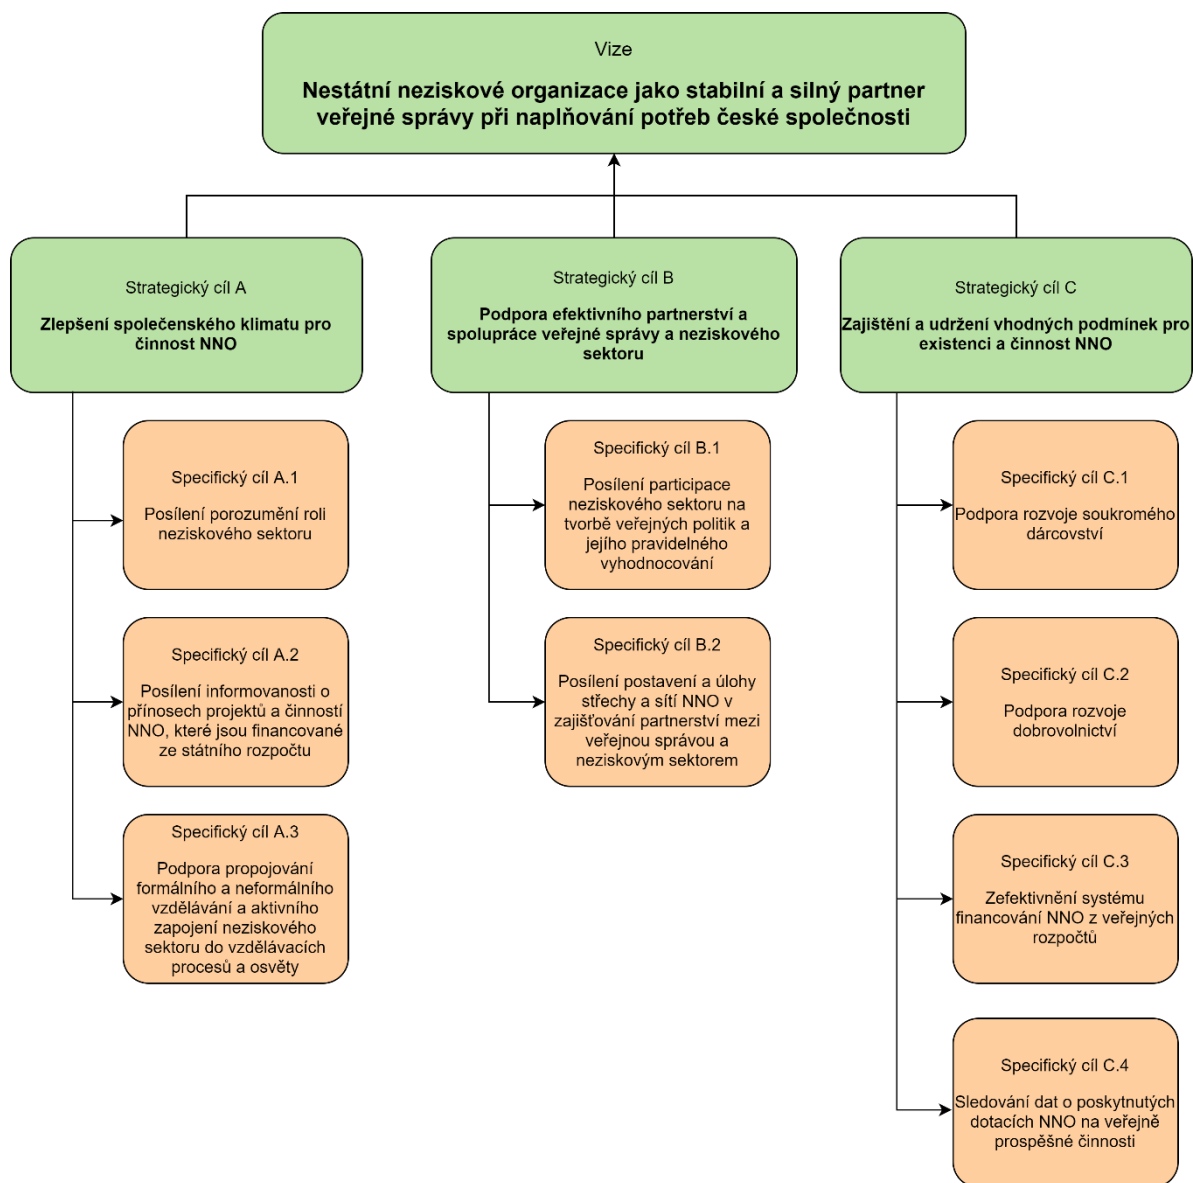 Vize
Nestátní neziskové organizace jako stabilní a silný partner
veřejné správy při naplňování potřeb české společnosti
Strategický cíl A
Zlepšení společenského klimatu pro
činnost NNO
Strategický cíl B
Podpora efektivního partnerství a
spolupráce veřejné správy a neziskového
sektoru
Strategický cíl C
Zajištění a udržení vhodných podmínek pro
existenci a činnost NNO
Specifický cíl A.1
Posílení porozumění roli
neziskového sektoru
Specifický cíl A.2
Posílení informovanosti o
přínosech projektů a činností
NNO, které jsou financované
ze státního rozpočtu
Specifický cíl A.3
Podpora propojování
formálního a neformálního
vzdělávání a aktivního
zapojení neziskového
sektoru do vzdělávacích
procesů a osvěty
Specifický cíl B.1
Posílení participace
neziskového sektoru na
tvorbě veřejných politik a
jejího pravidelného
vyhodnocování
Specifický cíl B.2
Posílení postavení a úlohy
střechy a sítí NNO v
zajišťování partnerství mezi
veřejnou správou a
neziskovým sektorem
Specifický cíl C.1
Podpora rozvoje soukromého
dárcovství
Specifický cíl C.2
Podpora rozvoje
dobrovolnictví
Specifický cíl C.3
Zefektivnění systému
financování NNO z veřejných
rozpočtů
Specifický cíl C.4
Sledování dat o poskytnutých
dotacích NNO na veřejně
prospěšné činnosti